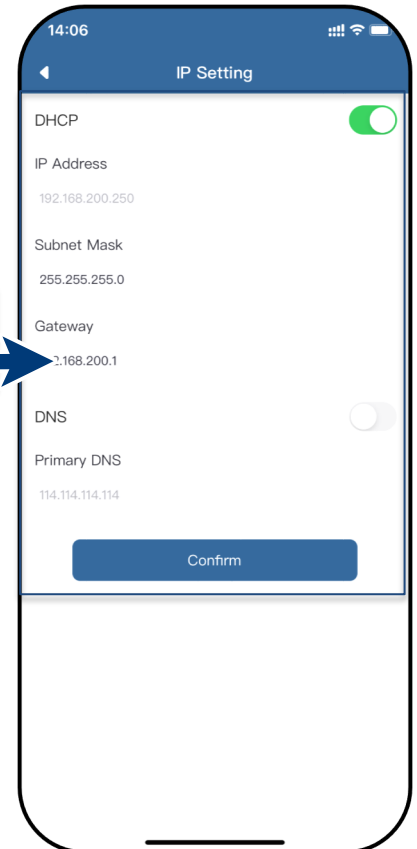 14:06
IP Setting
DHCP
IP Address
192.168.200.250
Subnet Mask
255.255.255.0
Gateway
2.168.200.1
DNS
Primary DNS
114.114.114.114
Confirm